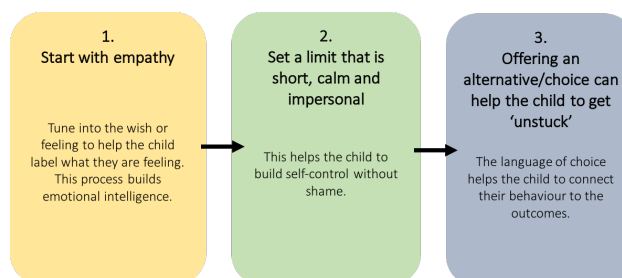 1.
Start with empathy
Tune into the wish or
feeling to help the child
label what they are feeling.
This process builds
emotional intelligence.
2.
Set a limit that is
short, calm and
impersonal
This helps the child to
build self-control without
shame.
3.
Offering an
alternative/choice can
help the child to get
‘unstuck’
The language of choice
helps the child to connect
their behaviour to the
outcomes.